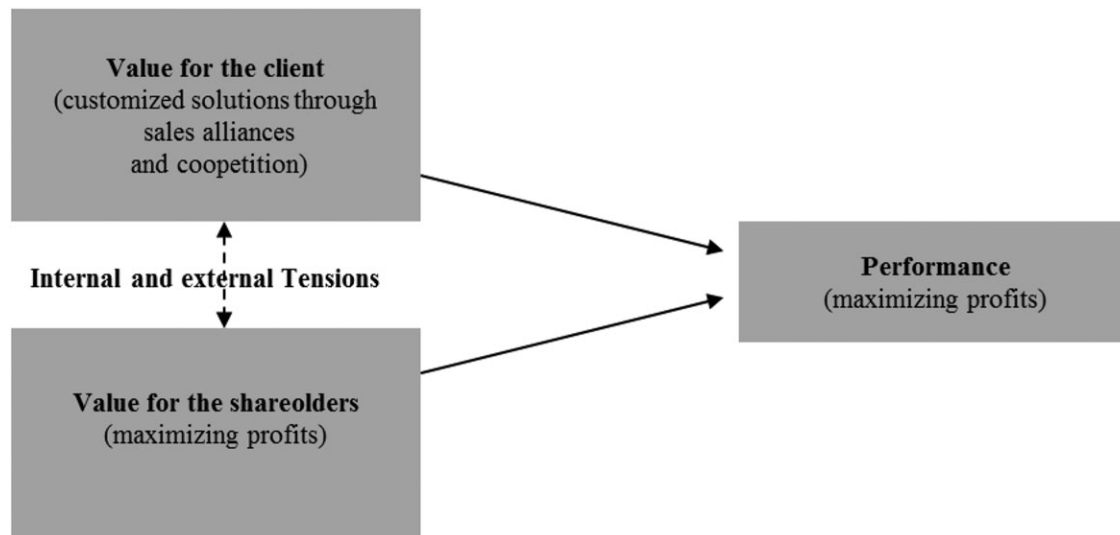 Value for the client
(customized solutions through
sales alliances
and coopetition)
Internal and external Tensions
Value for the shareolders
(maximizing profits)
Performance
(maximizing profits)